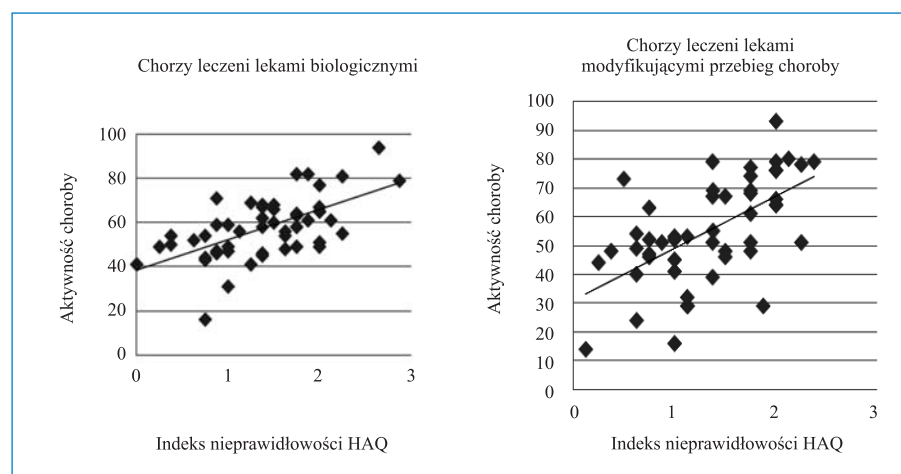 Chorzy leczeni lekami biologicznymi
Aktywność choroby
100
80
60
40
20
0
0 1 2 3
Indeks nieprawidłowości HAQ
Chorzy leczeni lekami
modyfikującymi przebieg choroby
Aktywność choroby
100
90
80
70
60
50
40
30
20
10
0
0 1 2 3
Indeks nieprawidłowości HAQ